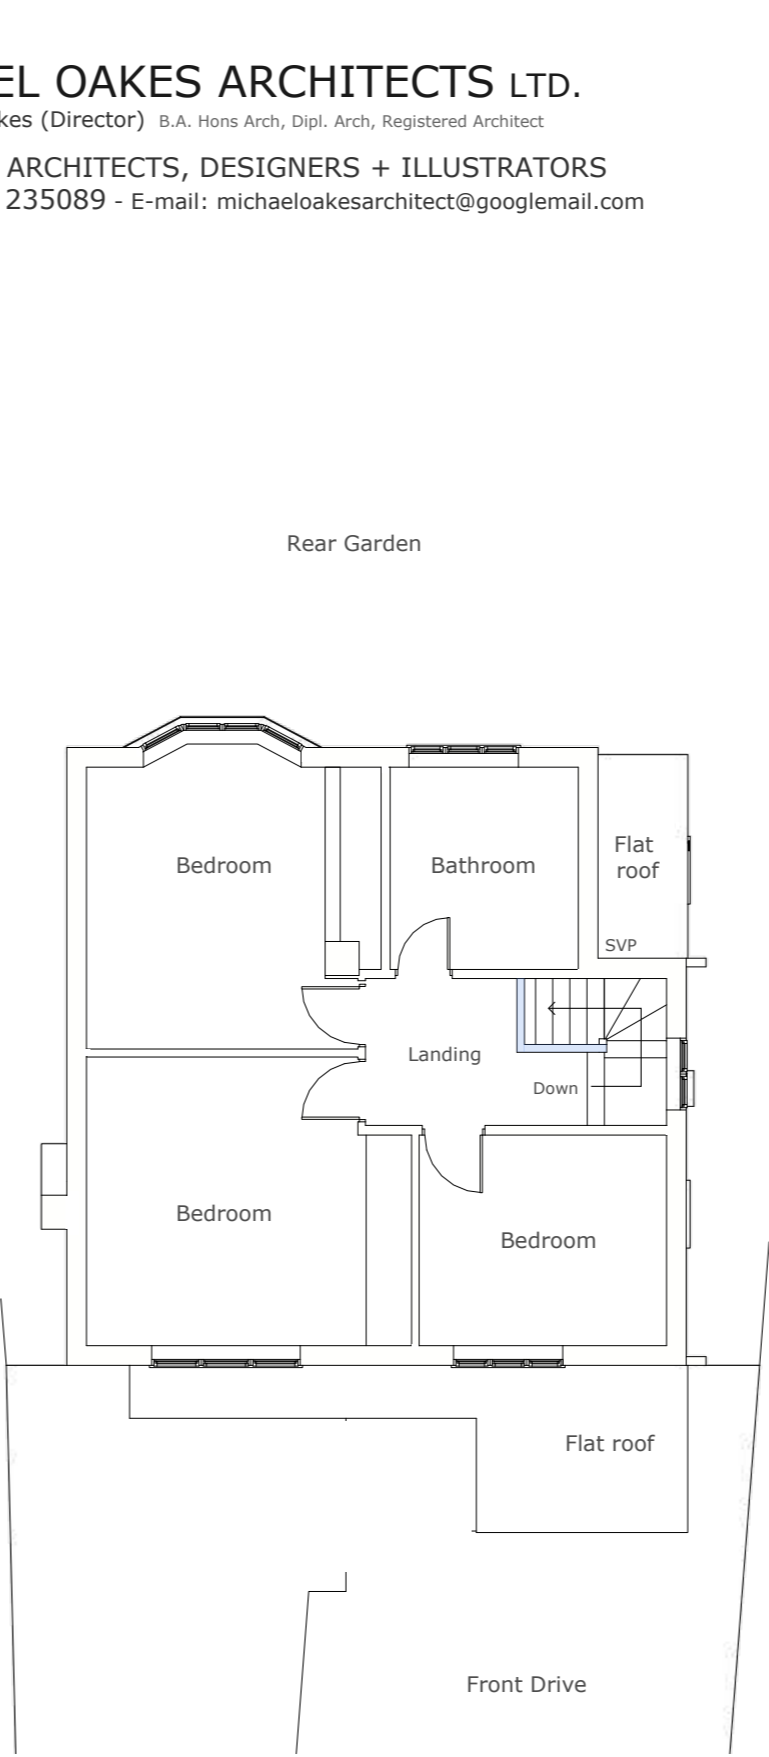 EL OAKES ARCHITECTS LTD.
kes (Director) B.A. Hons Arch, Dipl. Arch, Registered Architect
ARCHITECTS, DESIGNERS + ILLUSTRATORS
235089 - E-mail: michaeloakesarchitect@googlemail.com
Rear Garden
Bedroom
Bathroom
Flat
roof
SVP
Landing
Down
Bedroom
Bedroom
Flat roof
Front Drive